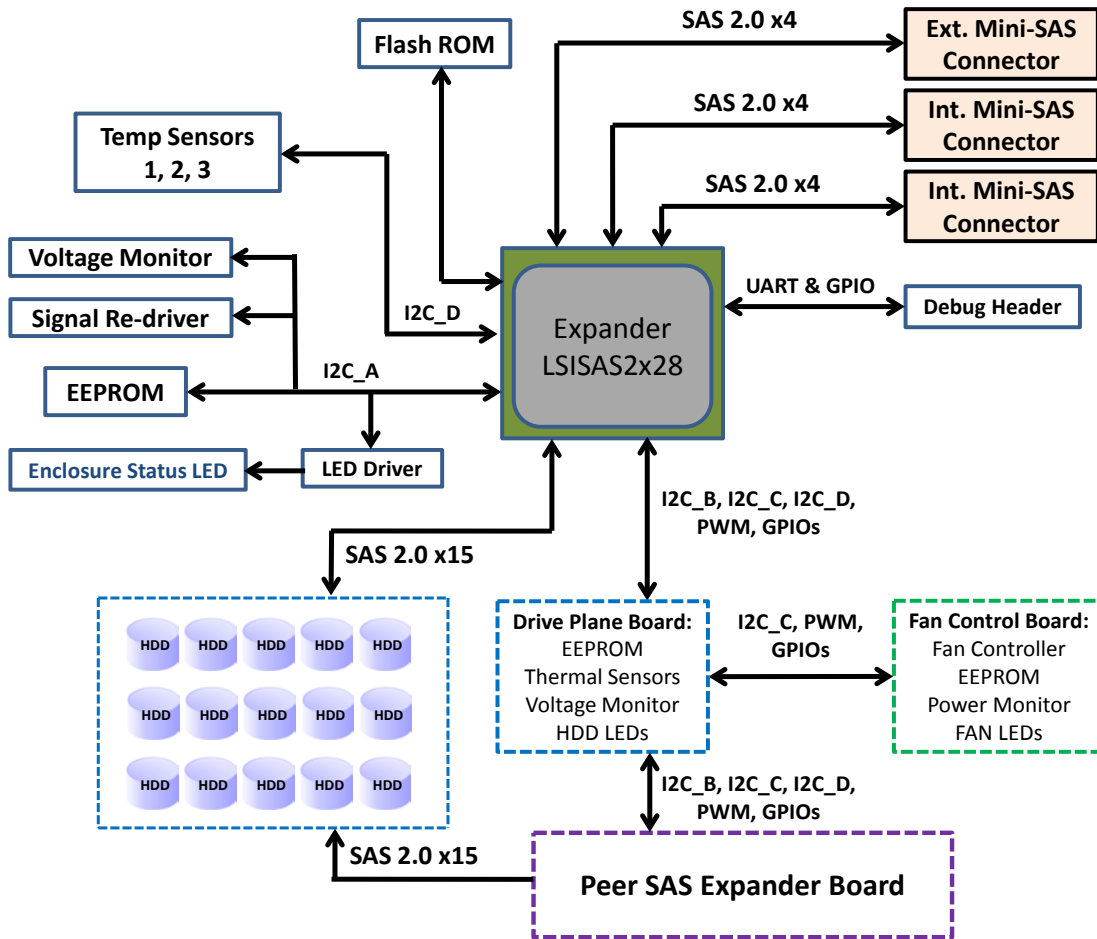 Flash ROM
SAS 2.0 x4
Ext. Mini-SAS
Connector
Temp Sensors
1, 2, 3
SAS 2.0 x4
Int. Mini-SAS
Connector
SAS 2.0 x4
Int. Mini-SAS
Connector
Voltage Monitor
Signal Re-driver
I2C_D
Expander
LSISAS2x28
UART & GPIO
Debug Header
EEPROM
I2C_A
Enclosure Status LED
LED Driver
I2C_B, I2C_C, I2C_D,
PWM, GPIOs
SAS 2.0 x15
HDD HDD HDD HDD HDD
HDD HDD HDD HDD HDD
HDD HDD HDD HDD HDD
Drive Plane Board:
EEPROM
Thermal Sensors
Voltage Monitor
HDD LEDs
I2C_C, PWM,
GPIOs
Fan Control Board:
Fan Controller
EEPROM
Power Monitor
FAN LEDs
I2C_B, I2C_C, I2C_D,
PWM, GPIOs
SAS 2.0 x15
Peer SAS Expander Board